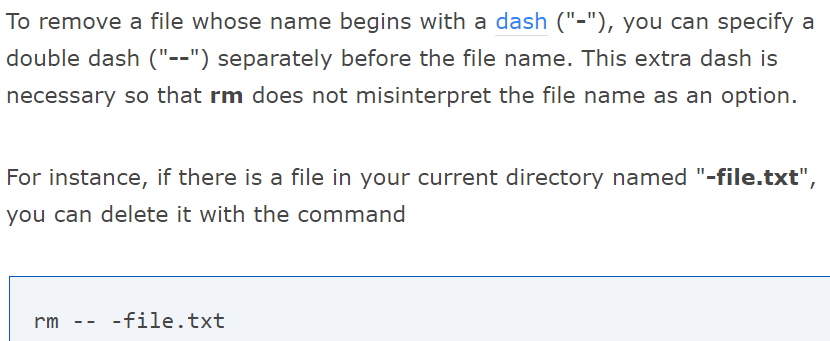 To remove a file whose name begins with a dash ("-"), you can specify a
double dash ("--") separately before the file name. This extra dash is
necessary so that rm does not misinterpret the file name as an option.
For instance, if there is a file in your current directory named "-file.txt",
you can delete it with the command
rm -- -file.txt